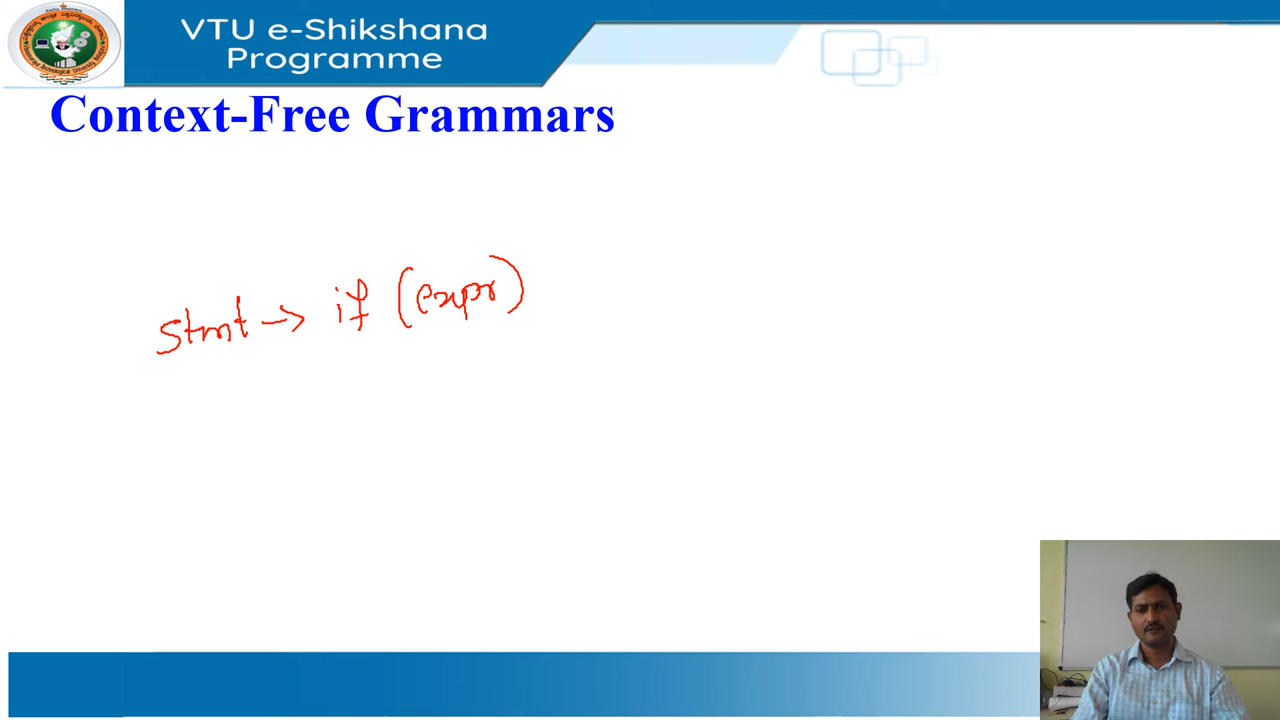 VTU e-Shikshana
Programme
Context-Free Grammars
stmt → if (expr)